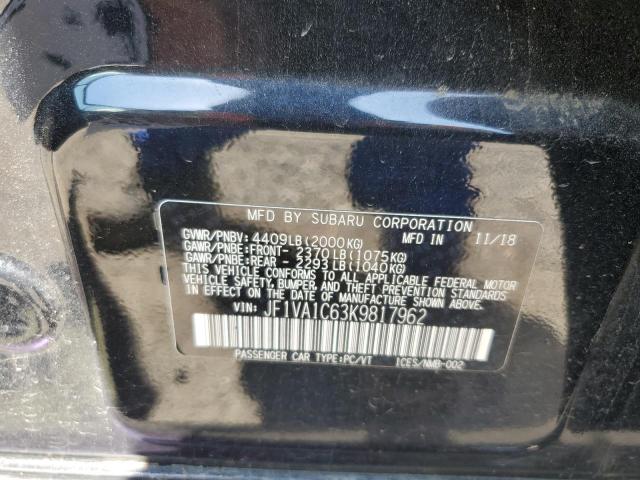 MFD BY SUBARU CORPORATION
GVWR/PNBV: 4409LB(2000KG) MFD IN 11/18
GAWR/PNBE:FRONT- 2370LB(1075KG)
GAWR/PNBE:REAR - 2293LB(1040KG)
THIS VEHICLE CONFORMS TO ALL APPLICABLE FEDERAL MOTOR
VEHICLE SAFETY, BUMPER, AND THEFT PREVENTION STANDARDS
IN EFFECT ON THE DATE OF MANUFACTURE SHOWN ABOVE.
VIN: JF1VA1C63K9817962
PASSENGER CAR TYPE:PC/VT ICES/NMB-002